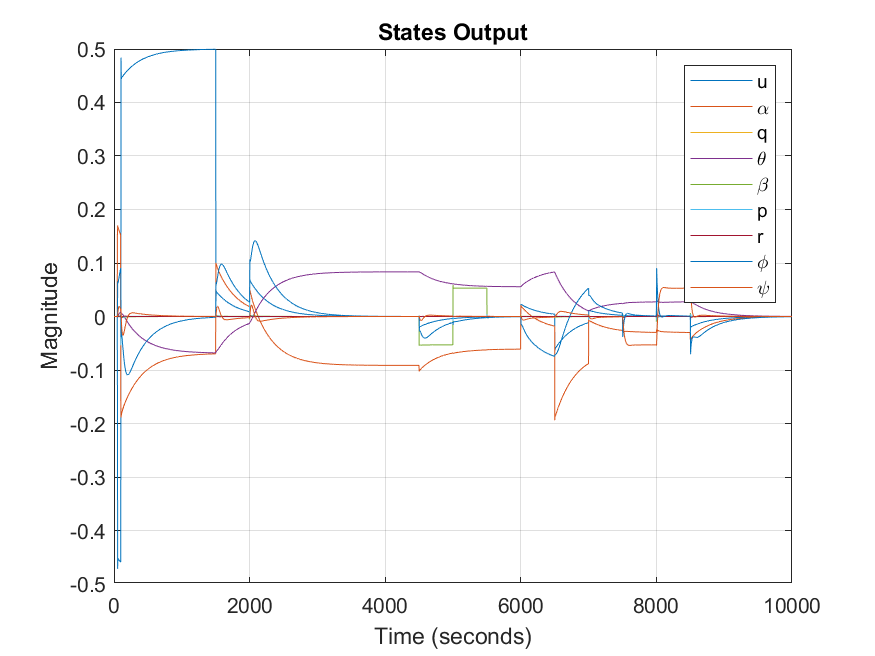 States Output
0.5
0.4
0.3
0.2
0.1
0
-0.1
-0.2
-0.3
-0.4
-0.5
Magnitude
0 2000 4000 6000 8000 10000
Time (seconds)
u
α
q
θ
β
p
r
ϕ
ψ